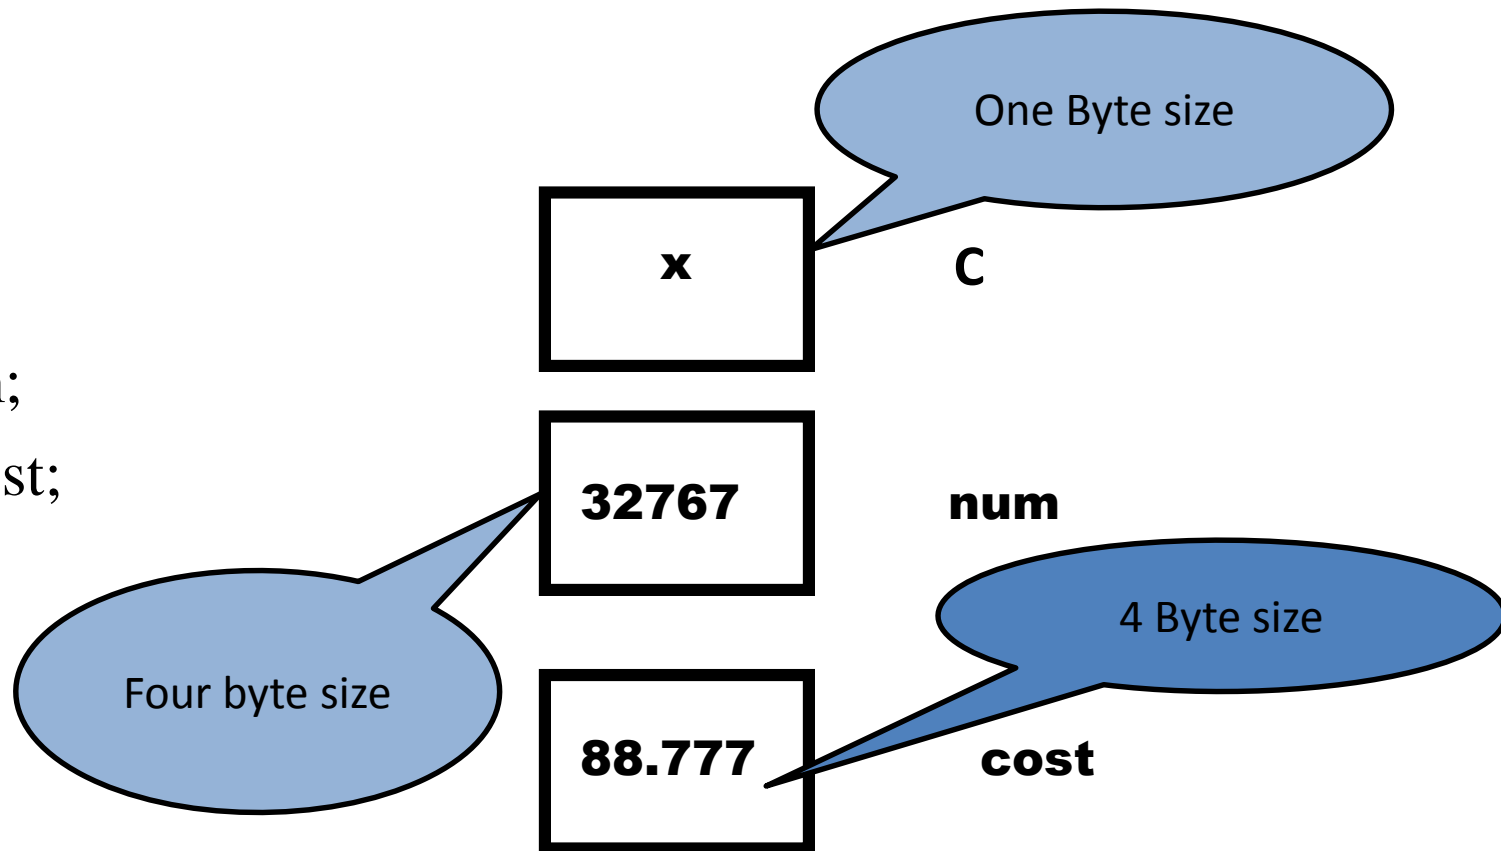 One Byte size
x
C
;
st;
32767
num
4 Byte size
Four byte size
88.777
cost